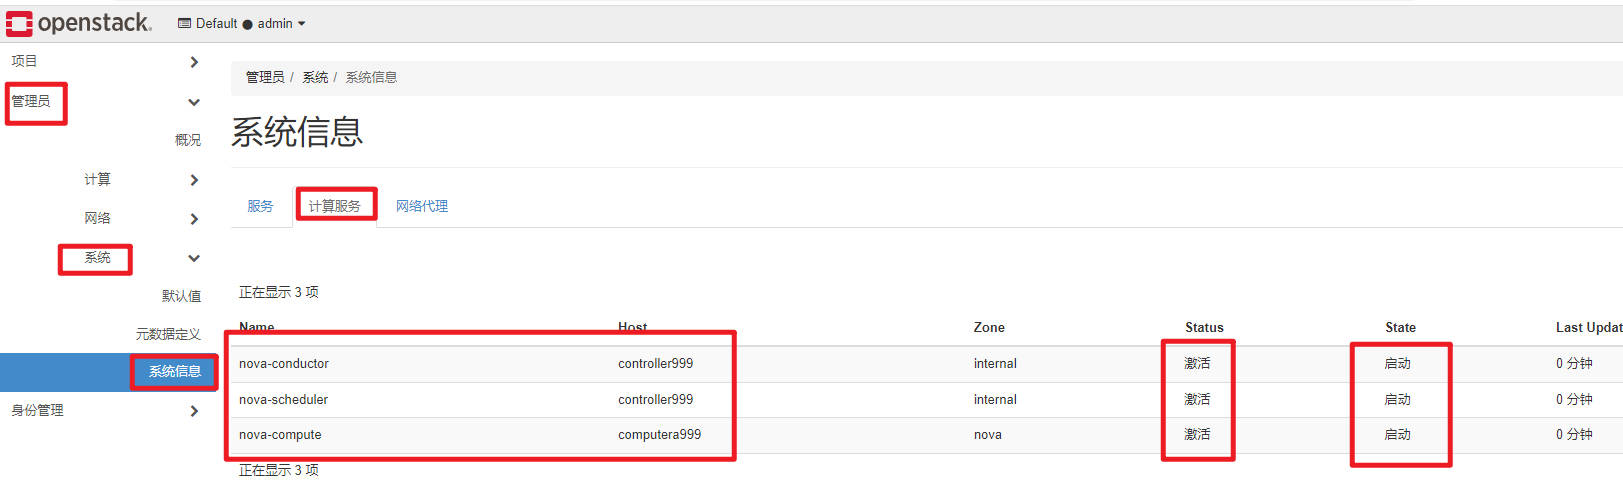 openstack. Default ● admin
项目
管理员 / 系统 / 系统信息
管理员
系统信息
概况
计算
服务 计算服务 网络代理
网络
系统
默认值
正在显示 3 项
元数据定义
Name Host Zone Status State Last Updat
系统信息
nova-conductor controller999 internal 激活 启动 0 分钟
nova-scheduler controller999 internal 激活 启动 0 分钟
身份管理
nova-compute computera999 nova 激活 启动 0 分钟
正在显示 3 项